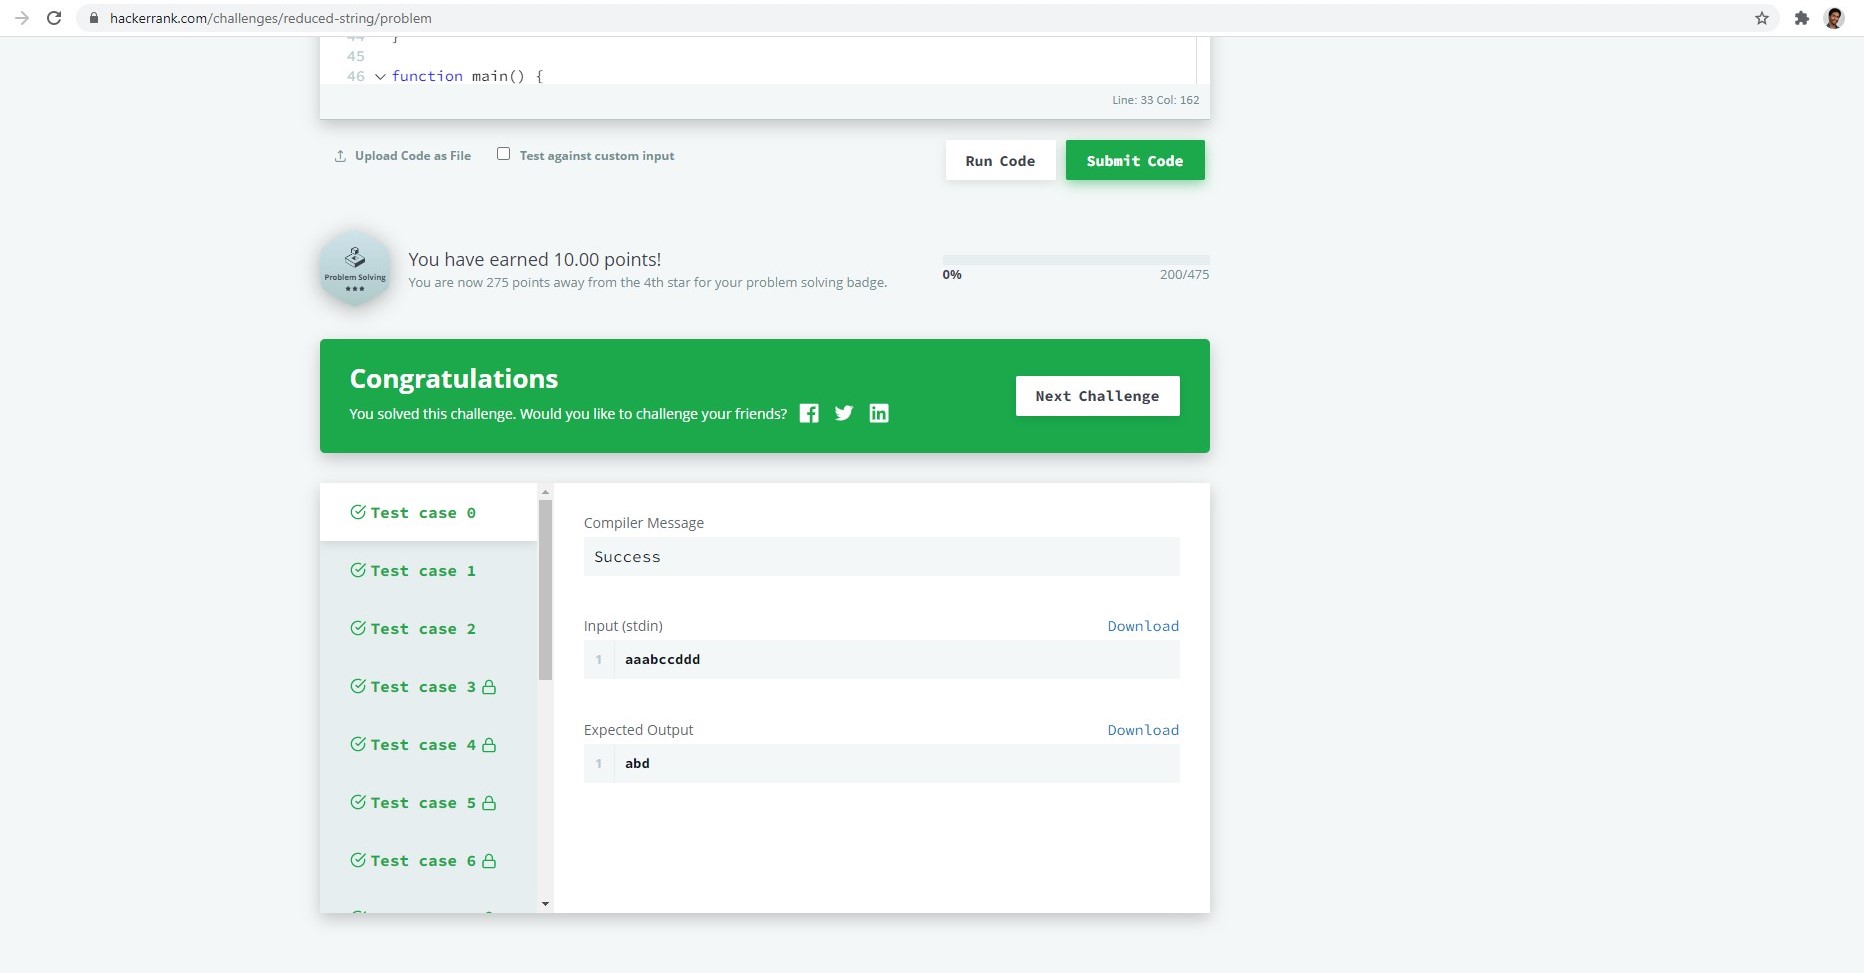 hackerrank.com/challenges/reduced-string/problem
44 }
45
46 function main() {
Line: 33 Col: 162
Upload Code as File
Test against custom input
Run Code
Submit Code
Problem Solving
You have earned 10.00 points!
You are now 275 points away from the 4th star for your problem solving badge.
0%
200/475
Congratulations
You solved this challenge. Would you like to challenge your friends?
Next Challenge
Test case 0
Test case 1
Test case 2
Test case 3
Test case 4
Test case 5
Test case 6
Compiler Message
Success
Input (stdin)
Download
1 aaabccddd
Expected Output
Download
1 abd